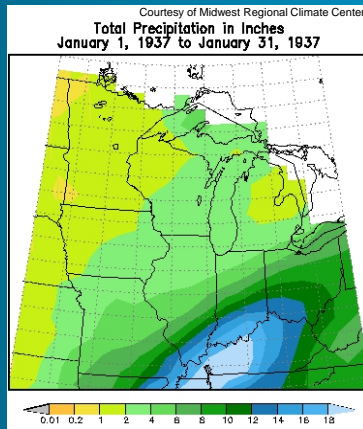 Courtesy of Midwest Regional Climate Center
Total Precipitation in Inches
January 1, 1937 to January 31, 1937
0.01 0.2 1 2 4 6 8 10 12 14 16 18